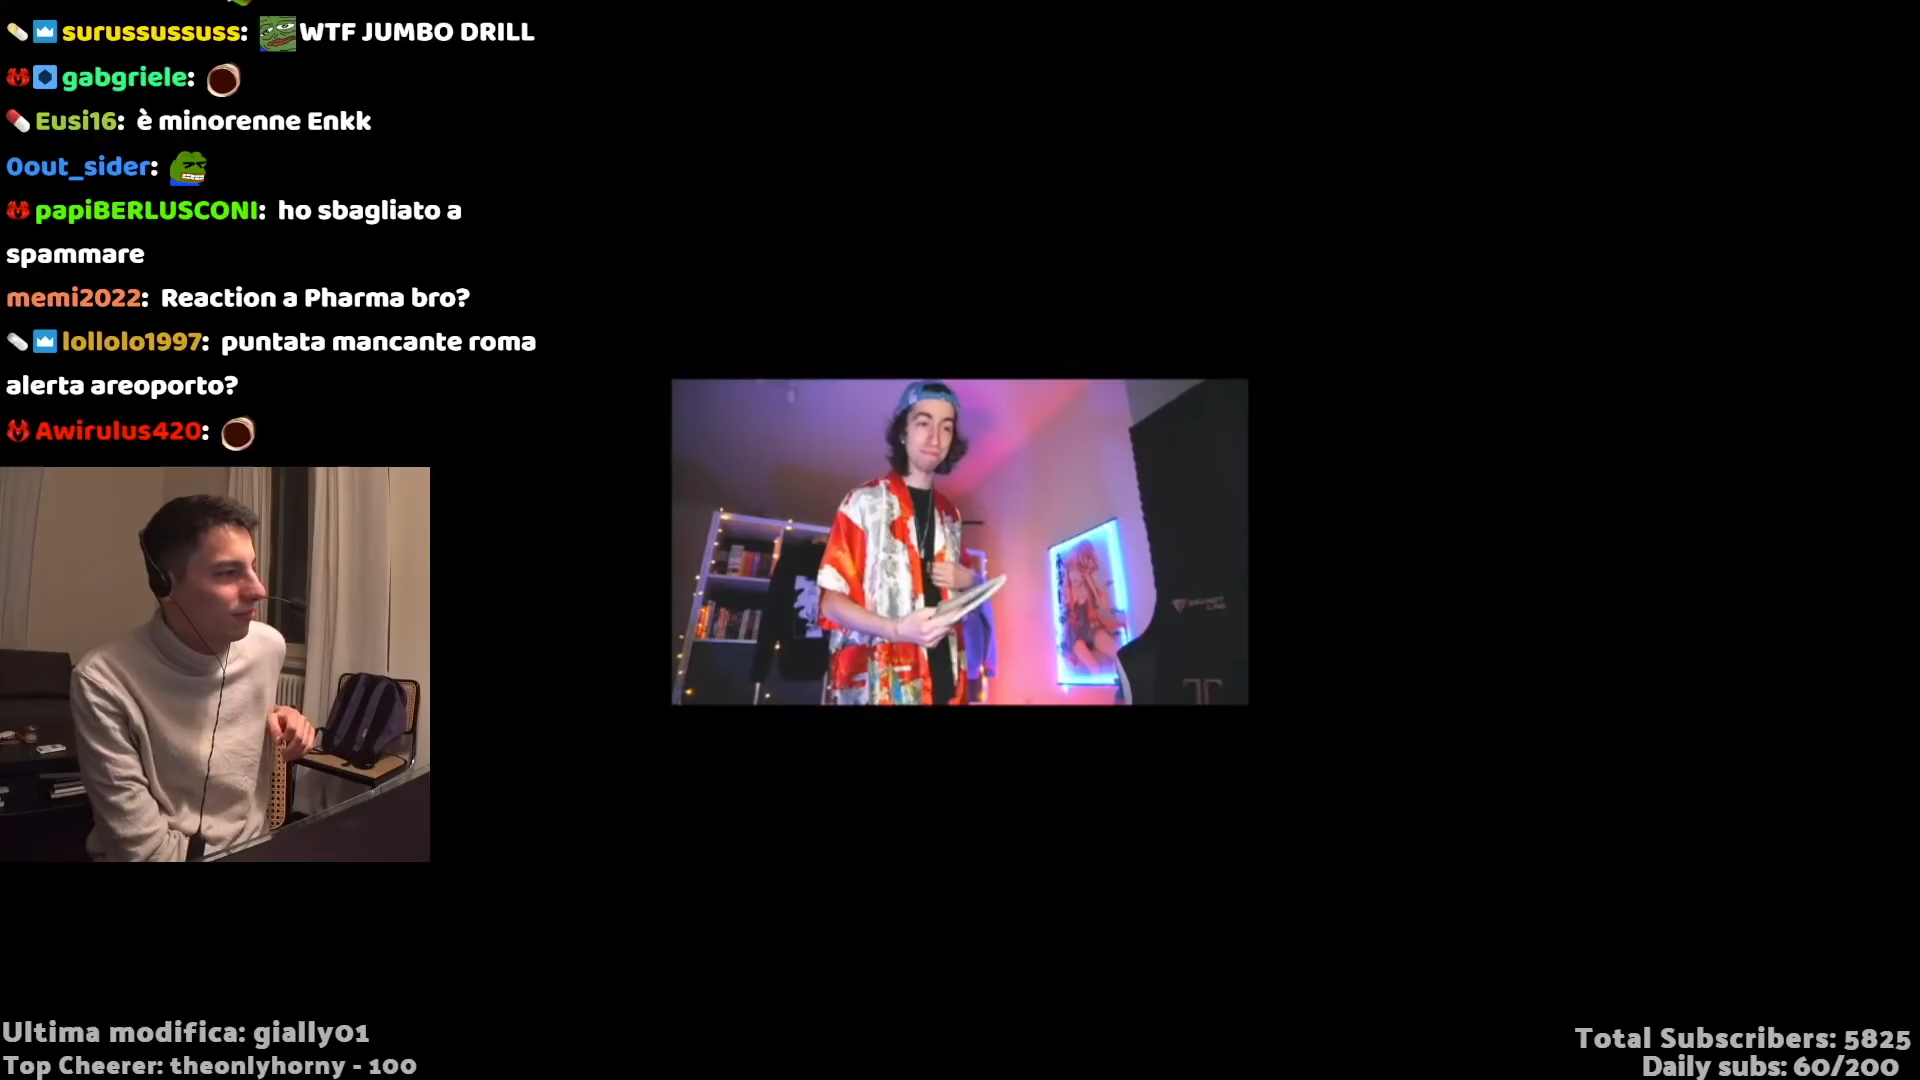 surussussuss: WTF JUMBO DRILL
gabgriele:
Eusi16: è minorenne Enkk
0out_sider:
papiBERLUSCONI: ho sbagliato a
spammare
memi2022: Reaction a Pharma bro?
lollolo1997: puntata mancante roma
alerta areoporto?
Awirulus420:
Ultima modifica: gially01
Top Cheerer: theonlyhorny - 100
Total Subscribers: 5825
Daily subs: 60/200